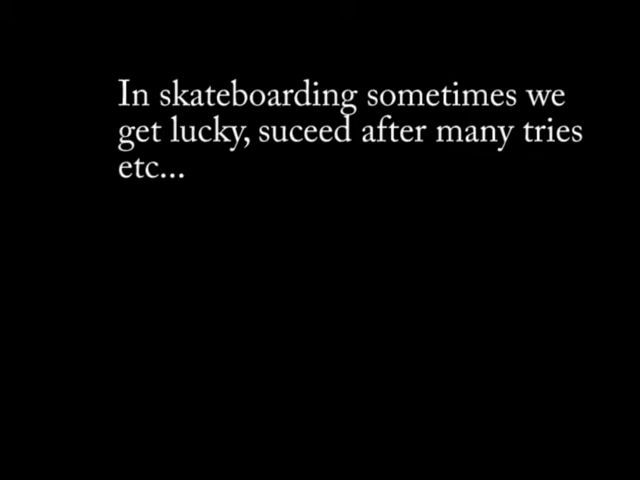 In skateboarding sometimes we
get lucky, suceed after many tries
etc...